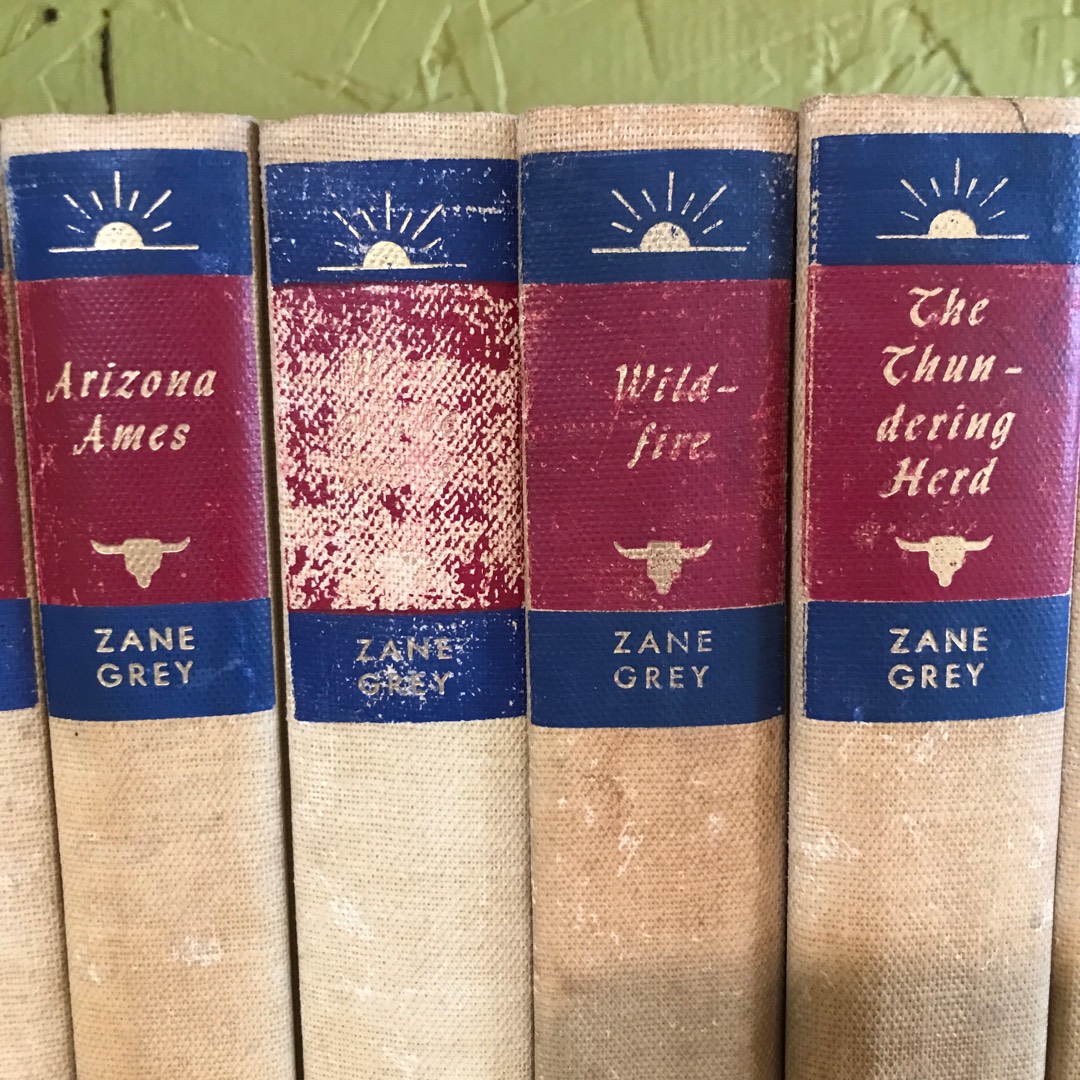 Arizona
Ames
ZANE
GREY
ZANE
GREY
Wild-
fire
ZANE
GREY
The
Thun-
dering
Herd
ZANE
GREY